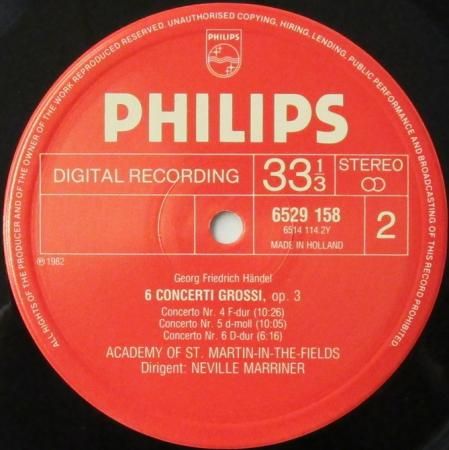 PHILIPS
PHILIPS
DIGITAL RECORDING
33 1/3
STEREO
6529 158
6514 114.2Y
MADE IN HOLLAND
2
℗1982
Georg Friedrich Händel
6 CONCERTI GROSSI, op. 3
Concerto Nr. 4 F-dur (10:26)
Concerto Nr. 5 d-moll (10:05)
Concerto Nr. 6 D-dur (6:16)
ACADEMY OF ST. MARTIN-IN-THE-FIELDS
Dirigent: NEVILLE MARRINER
ALL RIGHTS OF THE PRODUCER AND OF THE OWNER OF THE WORK REPRODUCED RESERVED. UNAUTHORISED COPYING, HIRING, LENDING, PUBLIC PERFORMANCE AND BROADCASTING OF THIS RECORD PROHIBITED.